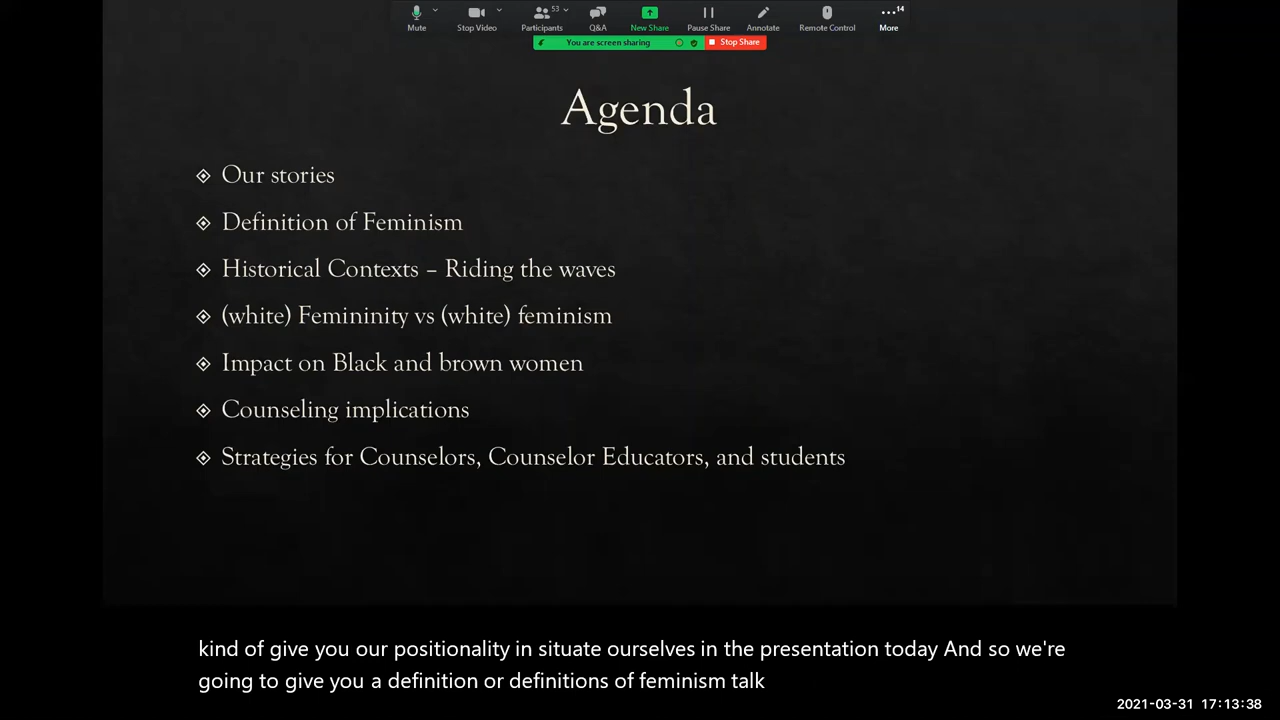 53
14
Mute
Stop Video
Participants
Q&A
New Share
Pause Share
Annotate
Remote Control
More
You are screen sharing
Stop Share
Agenda
Our stories
Definition of Feminism
Historical Contexts – Riding the waves
(white) Femininity vs (white) feminism
Impact on Black and brown women
Counseling implications
Strategies for Counselors, Counselor Educators, and students
kind of give you our positionality in situate ourselves in the presentation today And so we're
going to give you a definition or definitions of feminism talk
2021-03-31 17:13:38